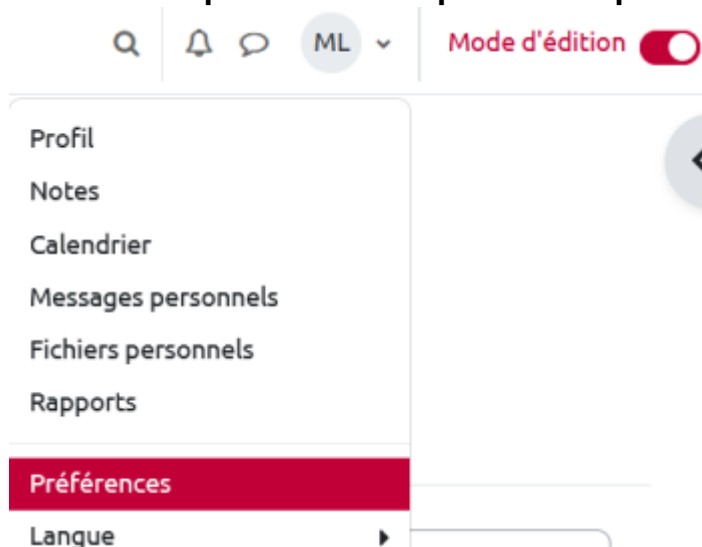 ML Mode d'édition
Profil
Notes
Calendrier
Messages personnels
Fichiers personnels
Rapports
Préférences
Langue